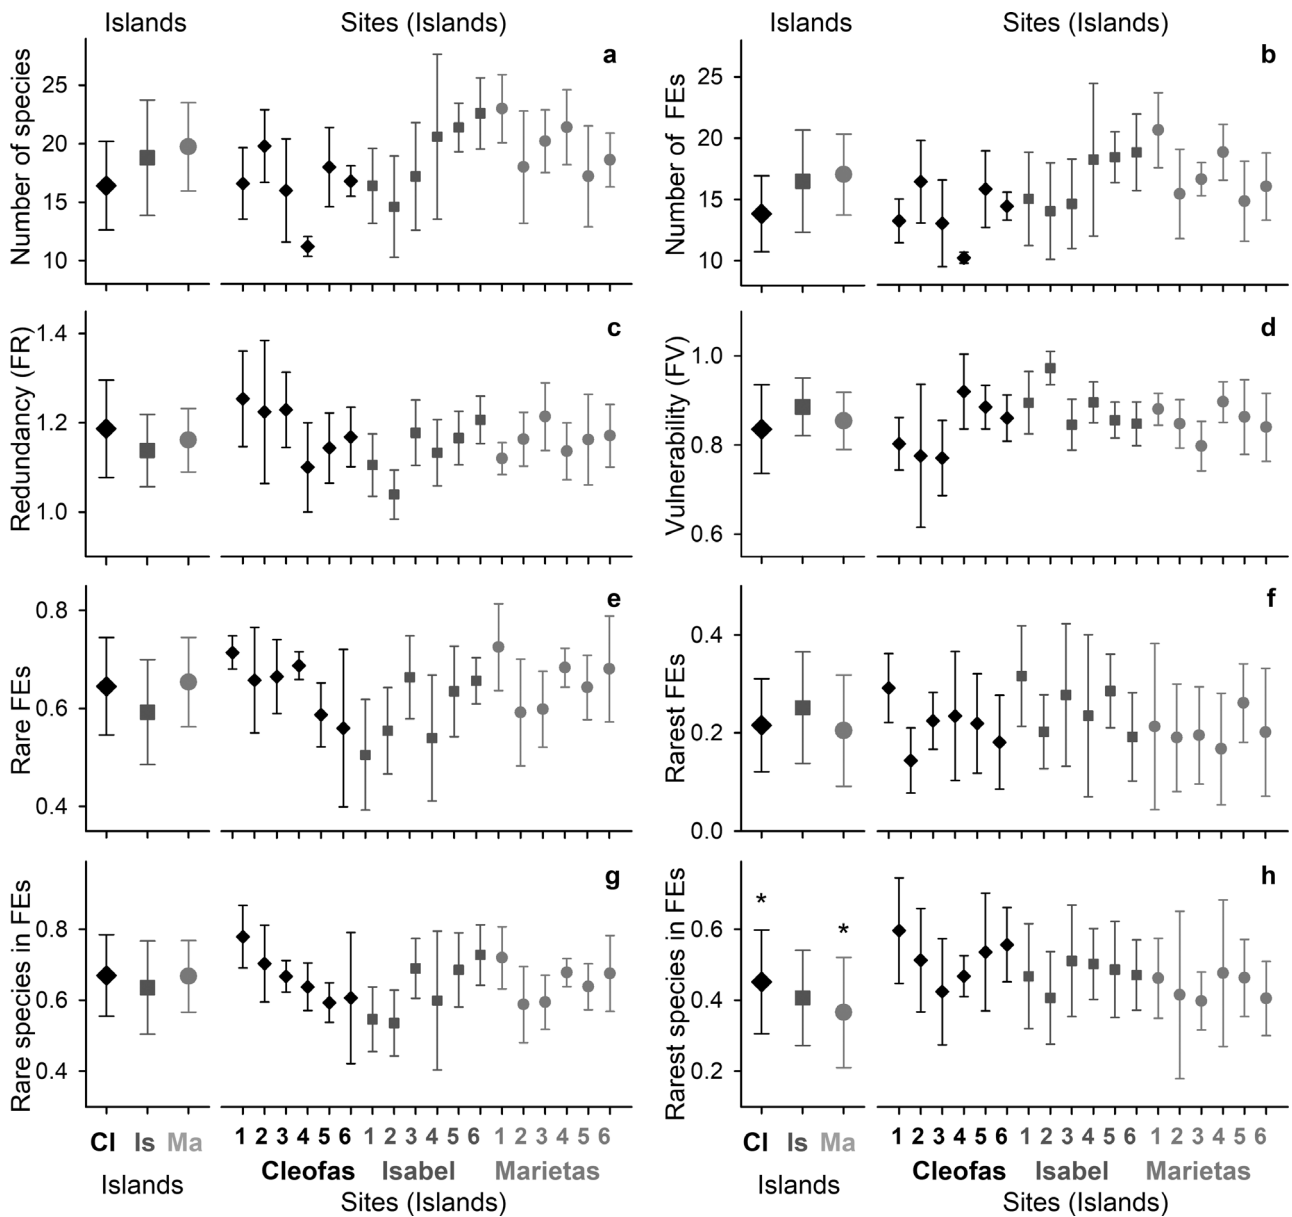 Islands Sites (Islands) Islands Sites (Islands)
a
Number of species
25
20
15
10
b
Number of FEs
25
20
15
10
c
Redundancy (FR)
1.4
1.2
1.0
d
Vulnerability (FV)
1.0
0.8
0.6
e
Rare FEs
0.8
0.6
0.4
f
Rarest FEs
0.4
0.2
0.0
g
Rare species in FEs
0.8
0.6
0.4
h
Rarest species in FEs
0.6
0.4
0.2
* *
Cl Is Ma 1 2 3 4 5 6 1 2 3 4 5 6 1 2 3 4 5 6
Cleofas Isabel Marietas
Islands Sites (Islands)
Cl Is Ma 1 2 3 4 5 6 1 2 3 4 5 6 1 2 3 4 5 6
Cleofas Isabel Marietas
Islands Sites (Islands)